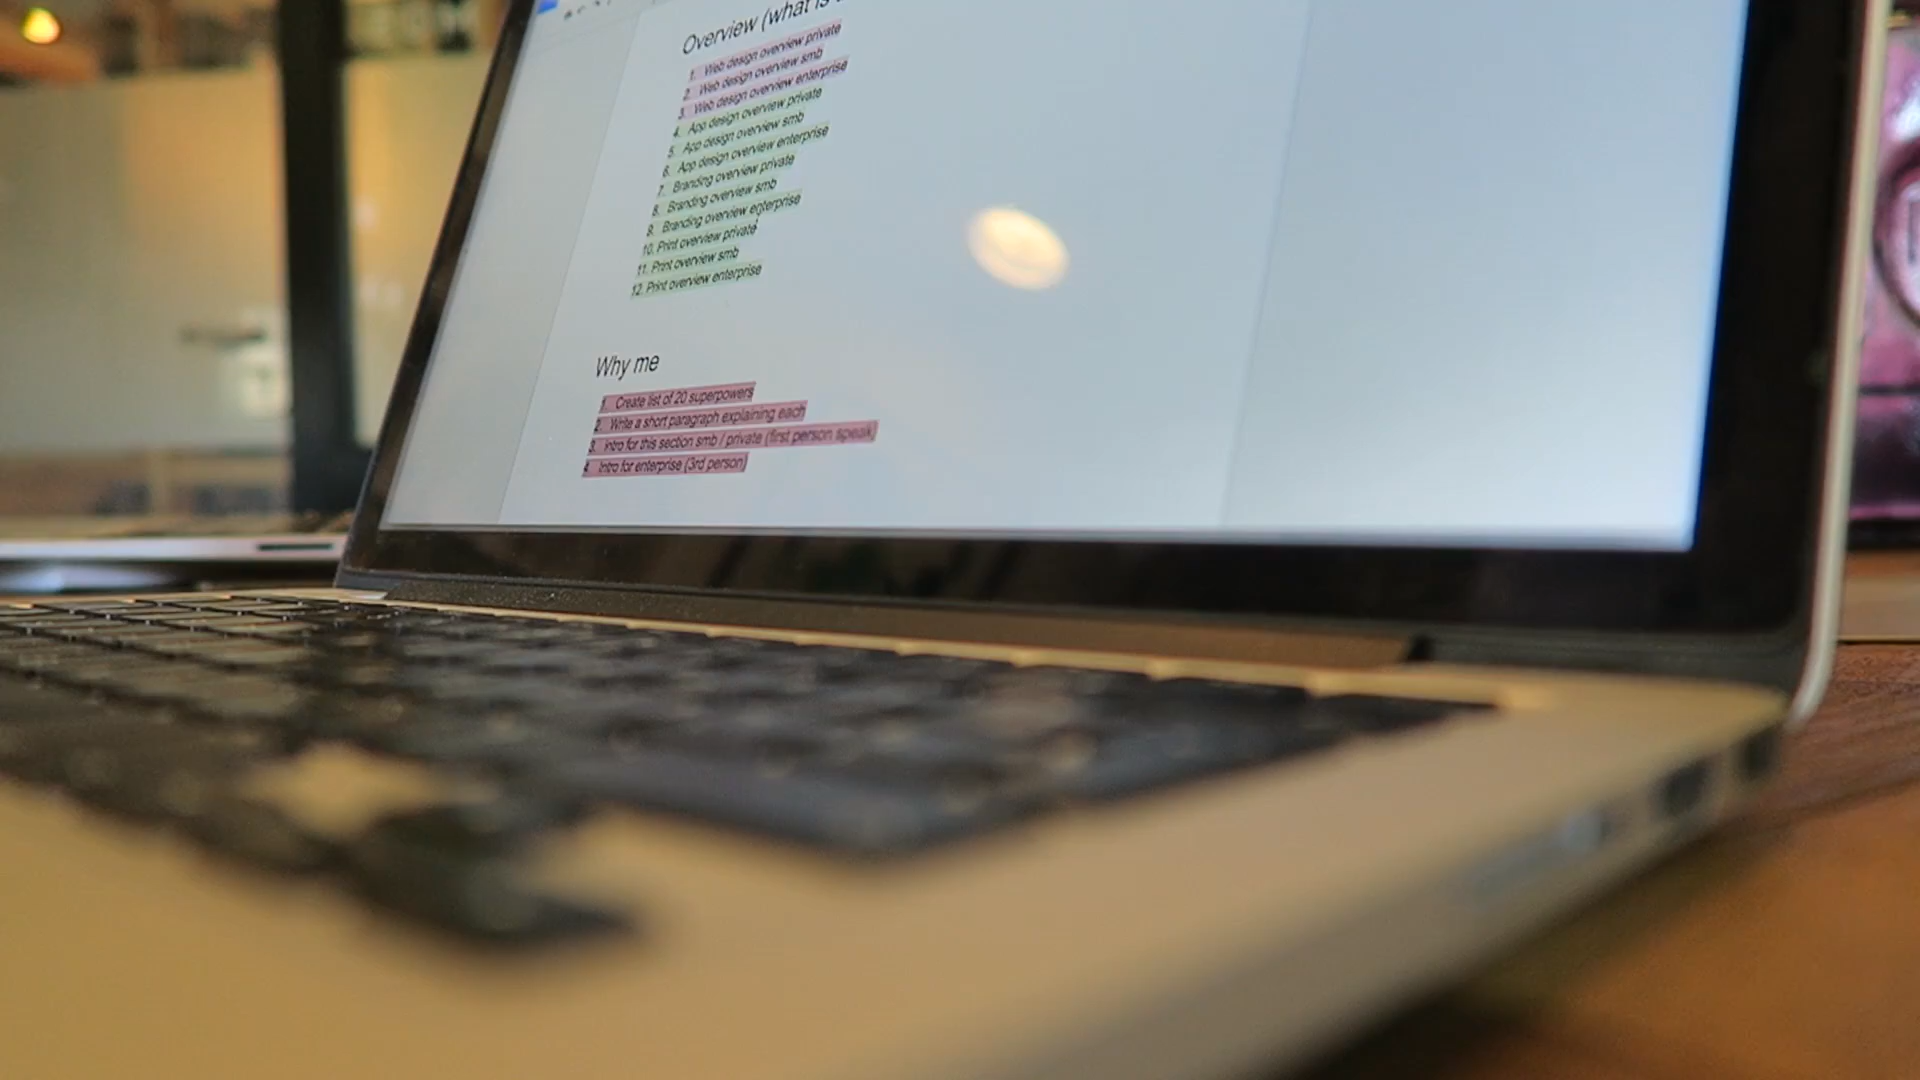 Overview (what is
1. Web design overview private
2. Web design overview smb
3. Web design overview enterprise
4. App design overview private
5. App design overview smb
6. App design overview enterprise
7. Branding overview private
8. Branding overview smb
9. Branding overview enterprise
10. Print overview private
11. Print overview smb
12. Print overview enterprise
Why me
1. Create list of 20 superpowers
2. Write a short paragraph explaining each
3. Intro for this section smb / private (first person speak)
4. Intro for enterprise (3rd person)